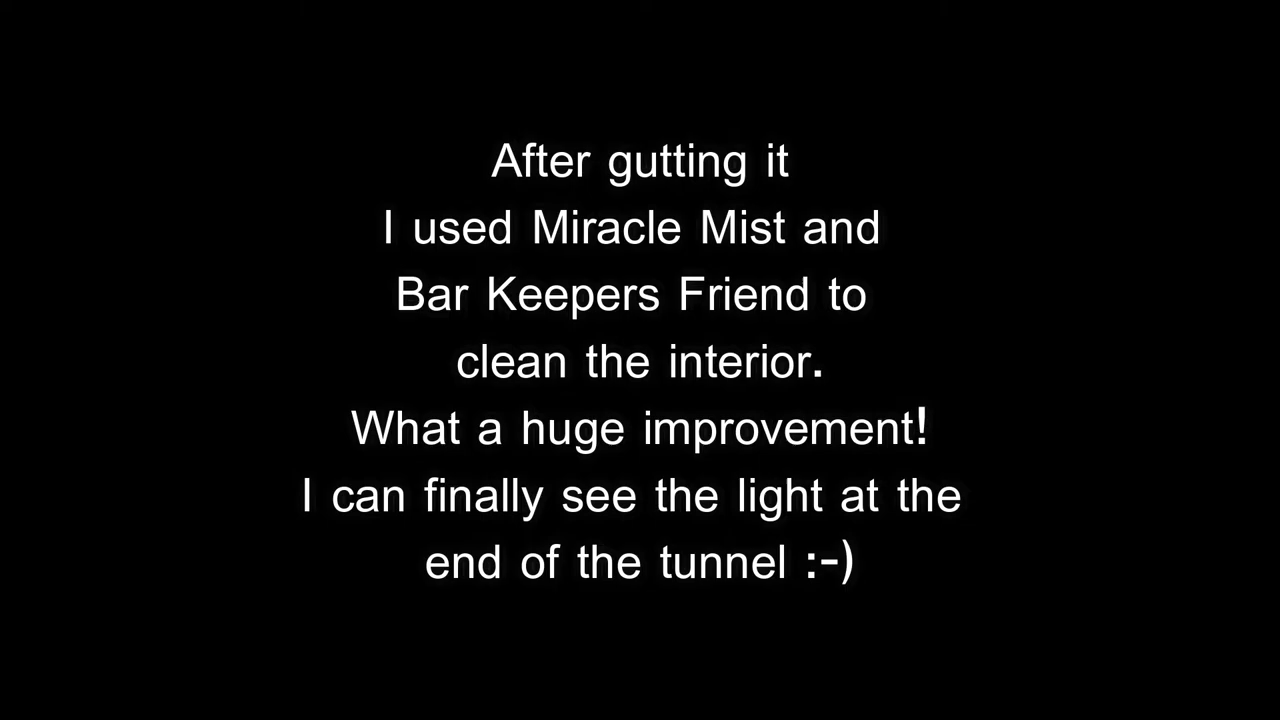 After gutting it
I used Miracle Mist and
Bar Keepers Friend to
clean the interior.
What a huge improvement!
I can finally see the light at the
end of the tunnel :-)